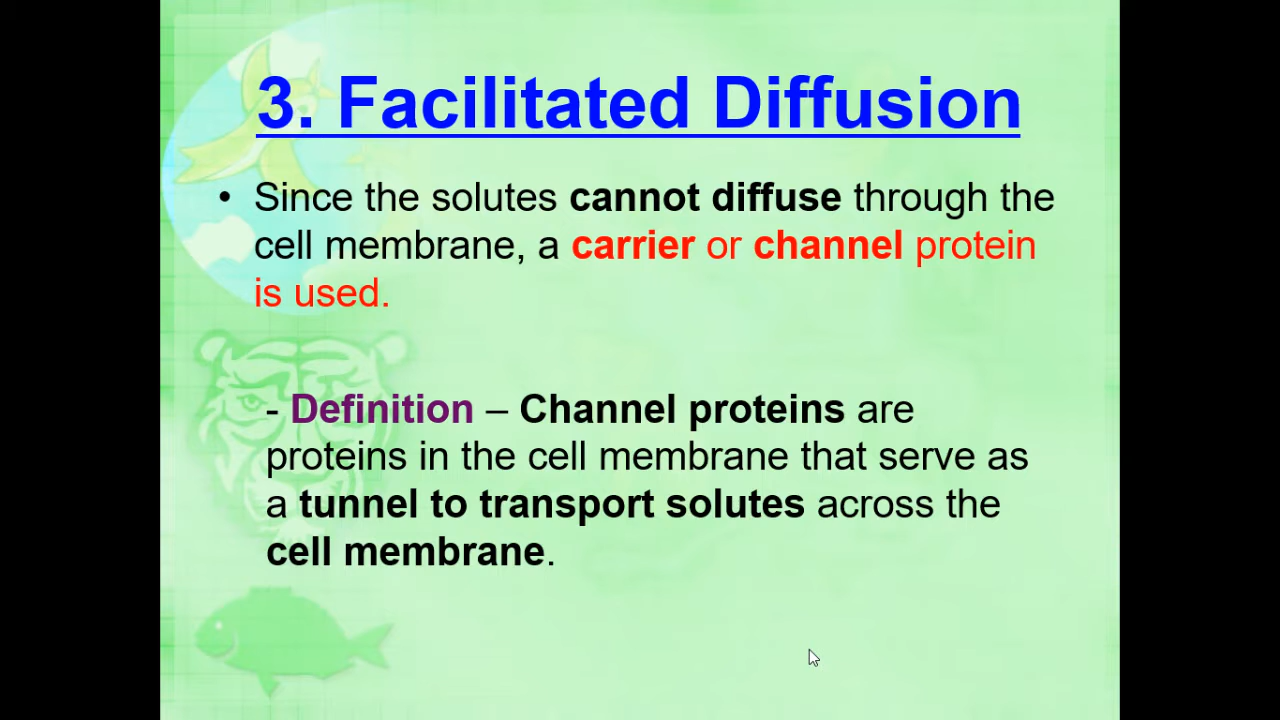 3. Facilitated Diffusion
• Since the solutes cannot diffuse through the
cell membrane, a carrier or channel protein
is used.
- Definition – Channel proteins are
proteins in the cell membrane that serve as
a tunnel to transport solutes across the
cell membrane.